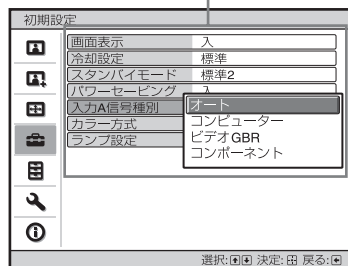 初期設定
画面表示 入
冷却設定 標準
スタンバイモード 標準2
パワーセービング 入
入力A信号種別 オート
カラー方式 コンピューター
ランプ設定 ビデオGBR
コンポーネント
選択: 決定: 戻る: